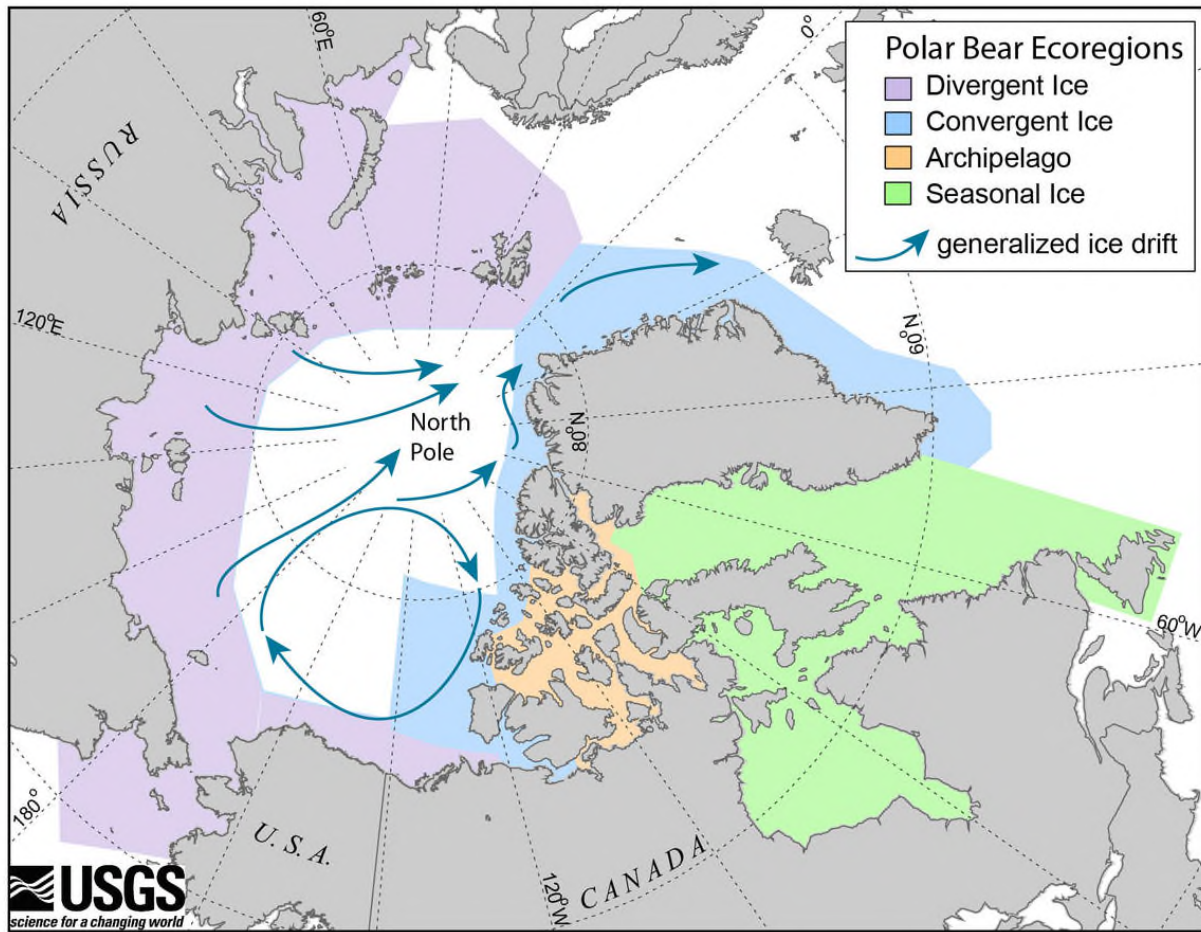 Polar Bear Ecoregions
Divergent Ice
Convergent Ice
Archipelago
Seasonal Ice
generalized ice drift
60°E
0°
RUSSIA
120°E
60°N
North
Pole
80°N
60°W
180°
U.S.A.
CANADA
120°W
USGS
science for a changing world